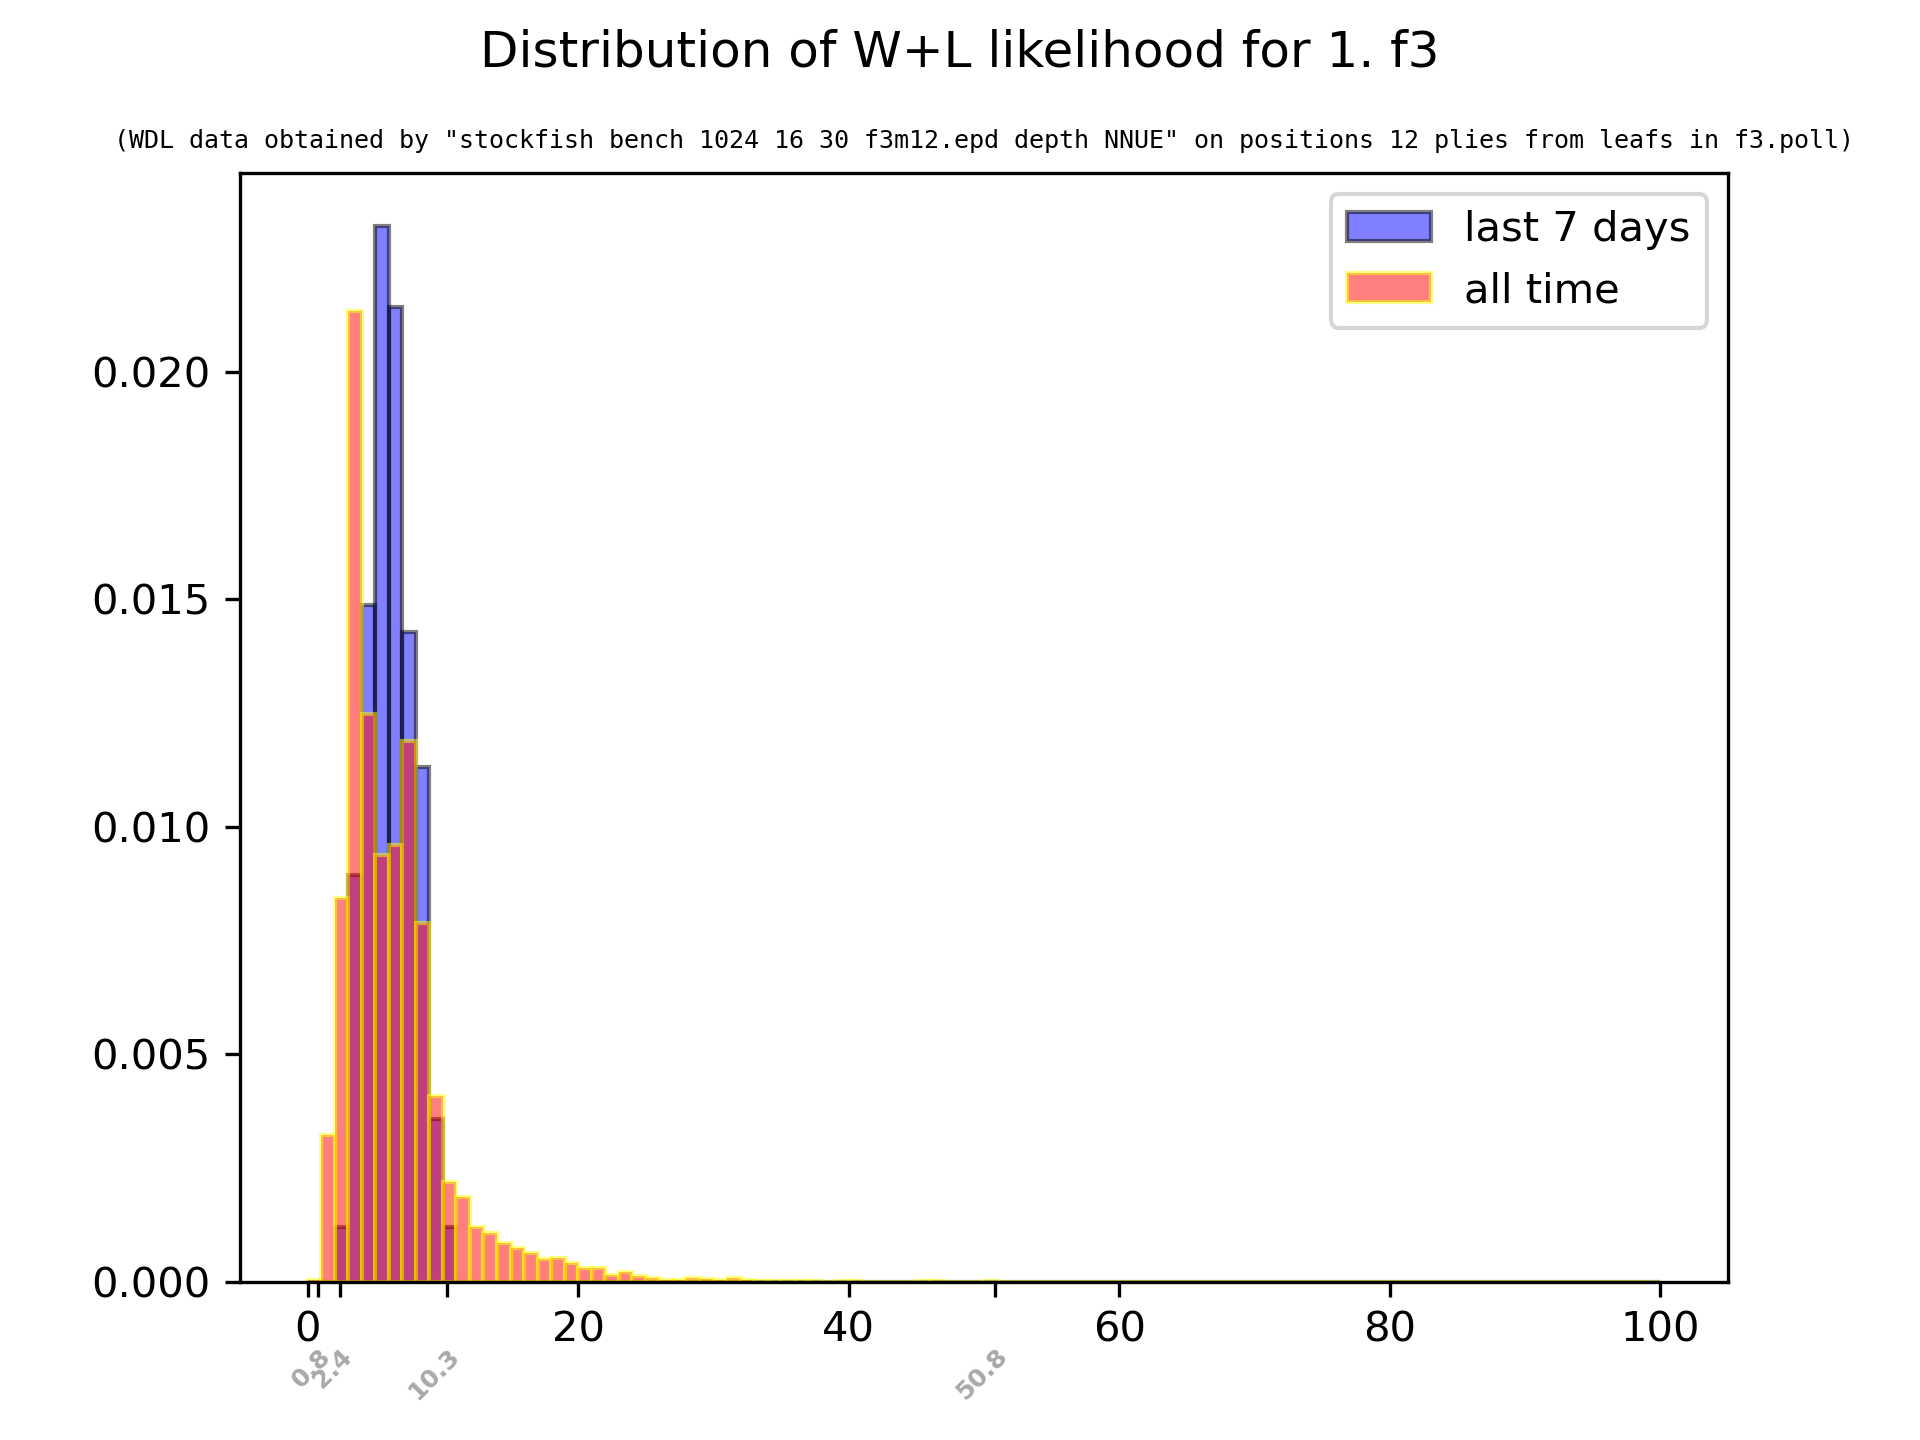 Distribution of W+L likelihood for 1. f3
(WDL data obtained by "stockfish bench 1024 16 30 f3m12.epd depth NNUE" on positions 12 plies from leafs in f3.poll)
last 7 days
all time
0.020
0.015
0.010
0.005
0.000
0 20 40 60 80 100
0.8 2.4 10.3 50.8